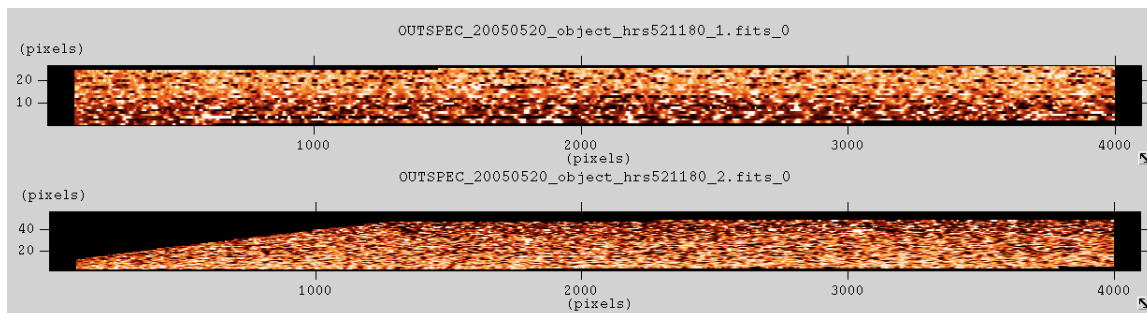 OUTSPEC_20050520_object_hrs521180_1.fits_0
(pixels)
20
10
1000 2000 3000 4000
(pixels)
OUTSPEC_20050520_object_hrs521180_2.fits_0
(pixels)
40
20
1000 2000 3000 4000
(pixels)